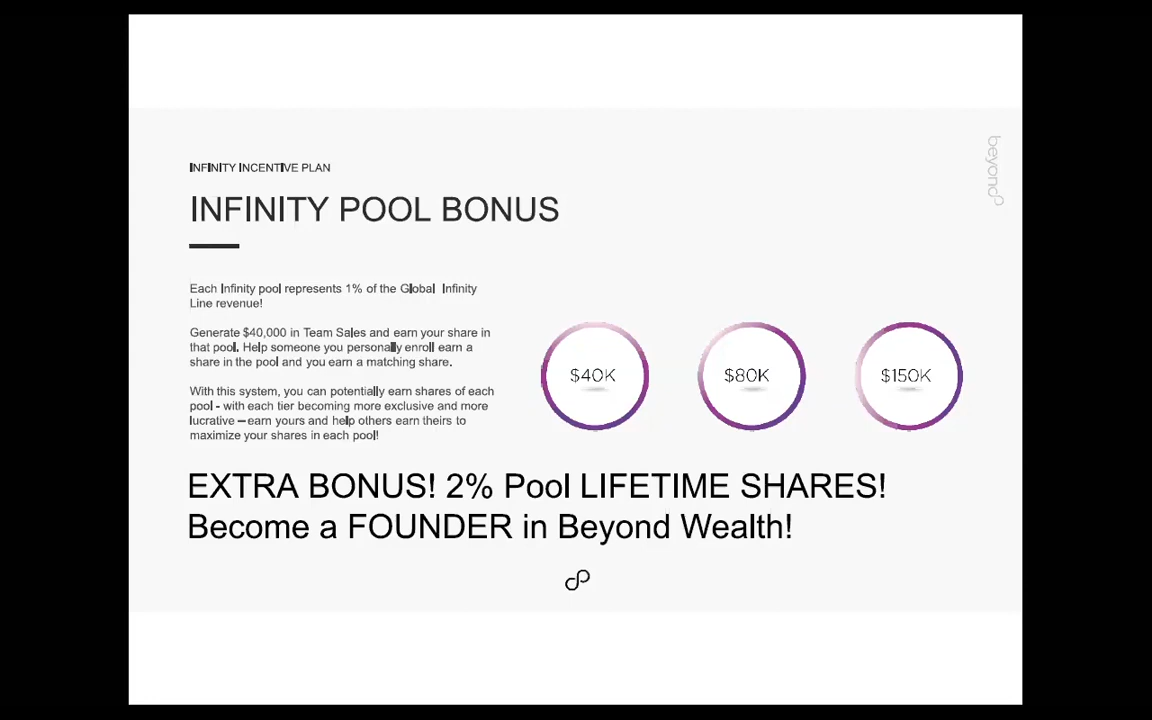 INFINITY INCENTIVE PLAN
INFINITY POOL BONUS
beyond
Each Infinity pool represents 1% of the Global Infinity
Line revenue!
Generate $40,000 in Team Sales and earn your share in
that pool. Help someone you personally enroll earn a
share in the pool and you earn a matching share.
With this system, you can potentially earn shares of each
pool - with each tier becoming more exclusive and more
lucrative – earn yours and help others earn theirs to
maximize your shares in each pool!
$40K
$80K
$150K
EXTRA BONUS! 2% Pool LIFETIME SHARES!
Become a FOUNDER in Beyond Wealth!